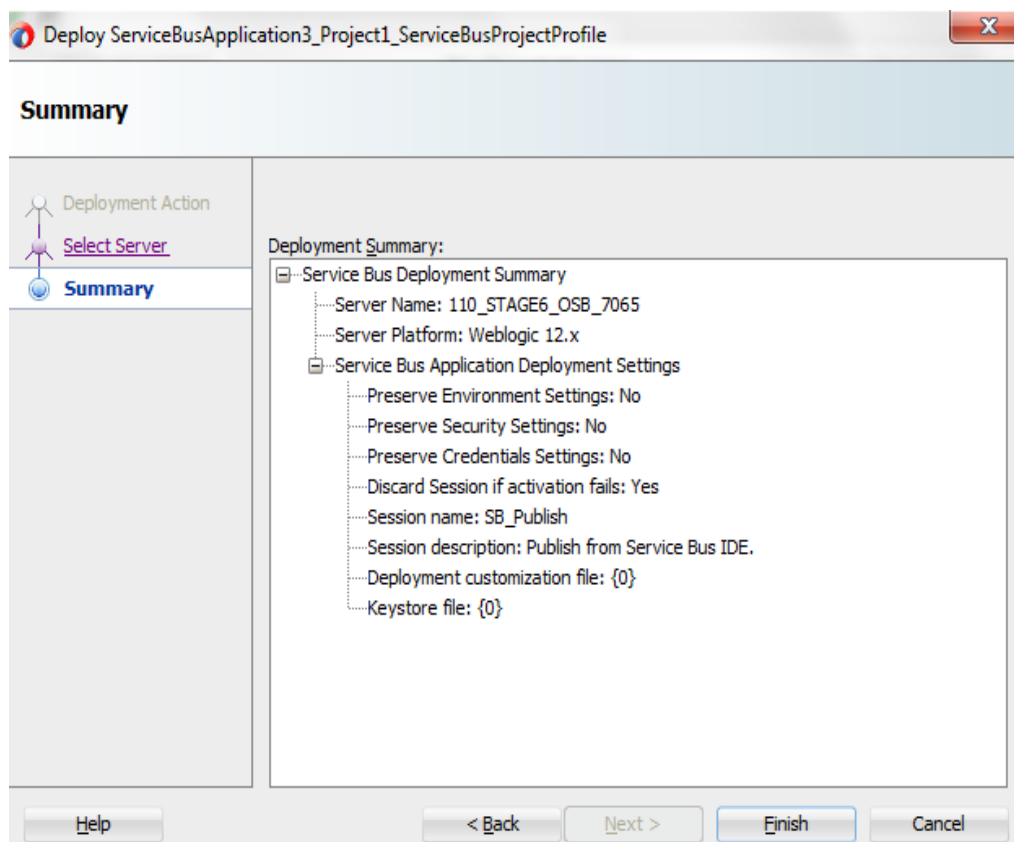 Deploy ServiceBusApplication3_Project1_ServiceBusProjectProfile
Summary
Deployment Action
Select Server
Summary
Deployment Summary:
Service Bus Deployment Summary
Server Name: 110_STAGE6_OSB_7065
Server Platform: Weblogic 12.x
Service Bus Application Deployment Settings
Preserve Environment Settings: No
Preserve Security Settings: No
Preserve Credentials Settings: No
Discard Session if activation fails: Yes
Session name: SB_Publish
Session description: Publish from Service Bus IDE.
Deployment customization file: {0}
Keystore file: {0}
Help
< Back
Next >
Finish
Cancel